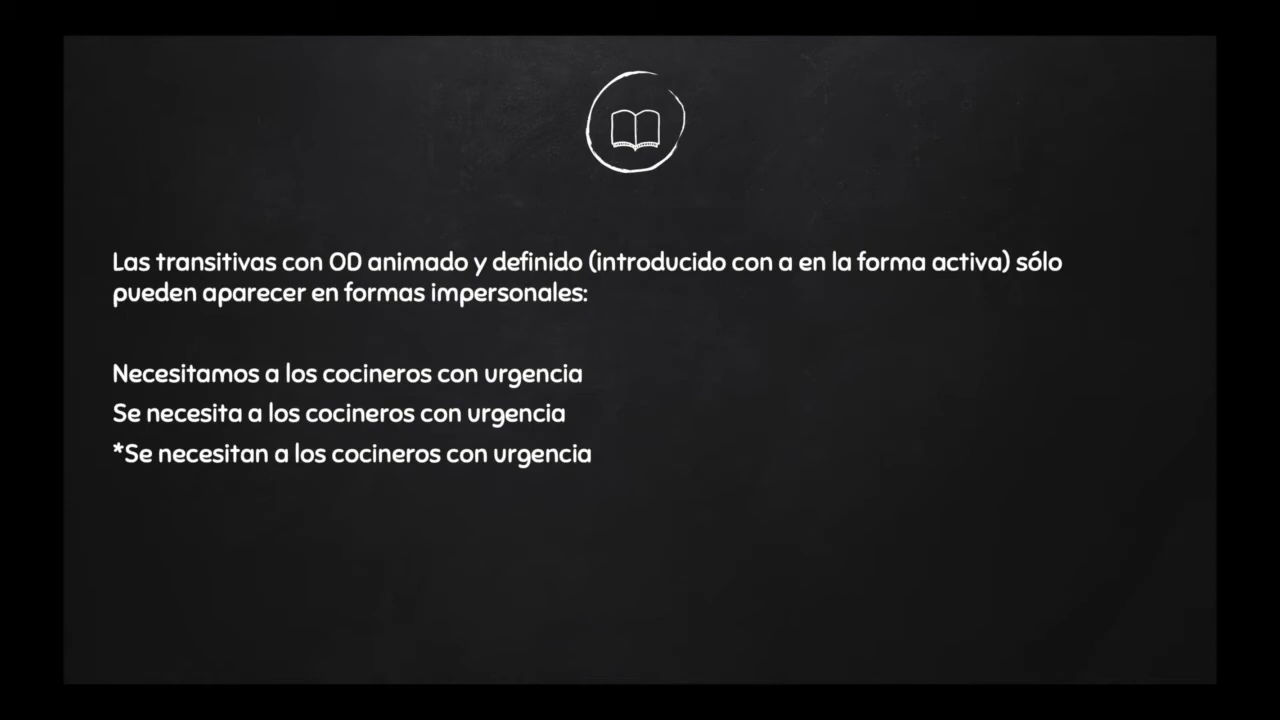 Las transitivas con OD animado y definido (introducido con a en la forma activa) sólo
pueden aparecer en formas impersonales:
Necesitamos a los cocineros con urgencia
Se necesita a los cocineros con urgencia
*Se necesitan a los cocineros con urgencia